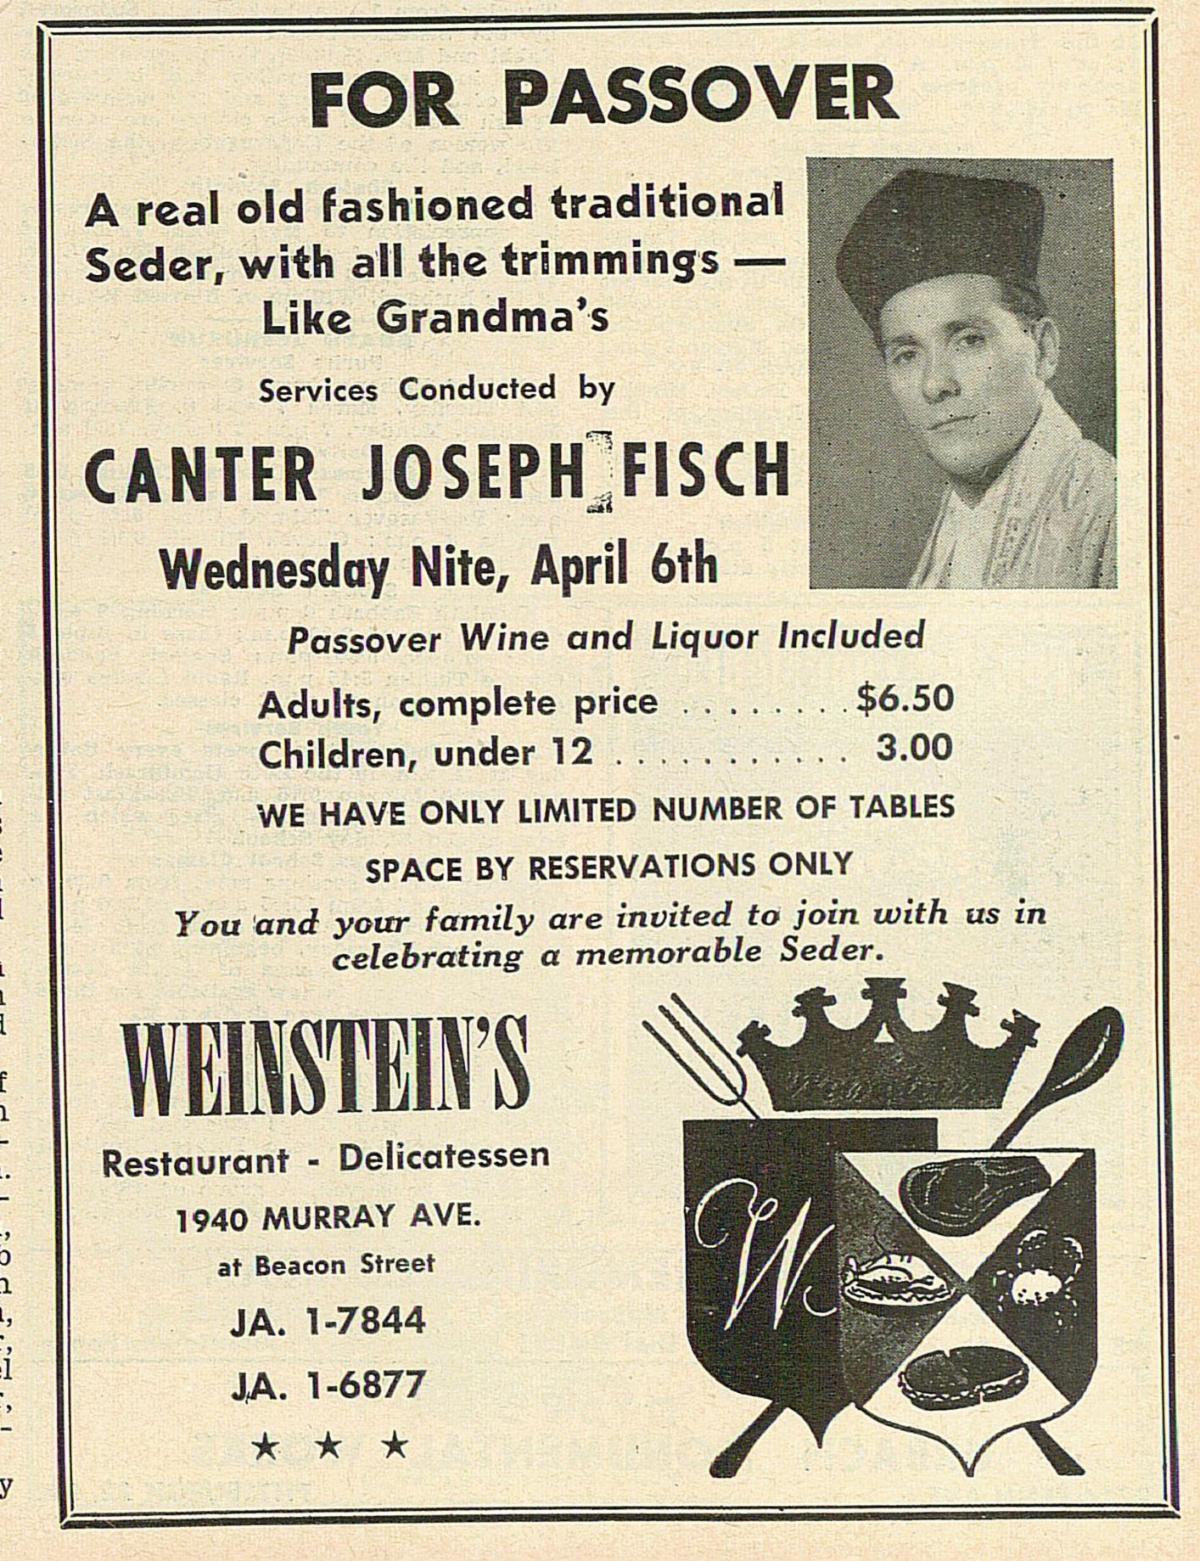 FOR PASSOVER
A real old fashioned traditional
Seder, with all the trimmings —
Like Grandma's
Services Conducted by
CANTER JOSEPH FISCH
Wednesday Nite, April 6th
Passover Wine and Liquor Included
Adults, complete price ........ $6.50
Children, under 12 ........... 3.00
WE HAVE ONLY LIMITED NUMBER OF TABLES
SPACE BY RESERVATIONS ONLY
You and your family are invited to join with us in
celebrating a memorable Seder.
WEINSTEIN'S
Restaurant - Delicatessen
1940 MURRAY AVE.
at Beacon Street
JA. 1-7844
JA. 1-6877
★ ★ ★
W